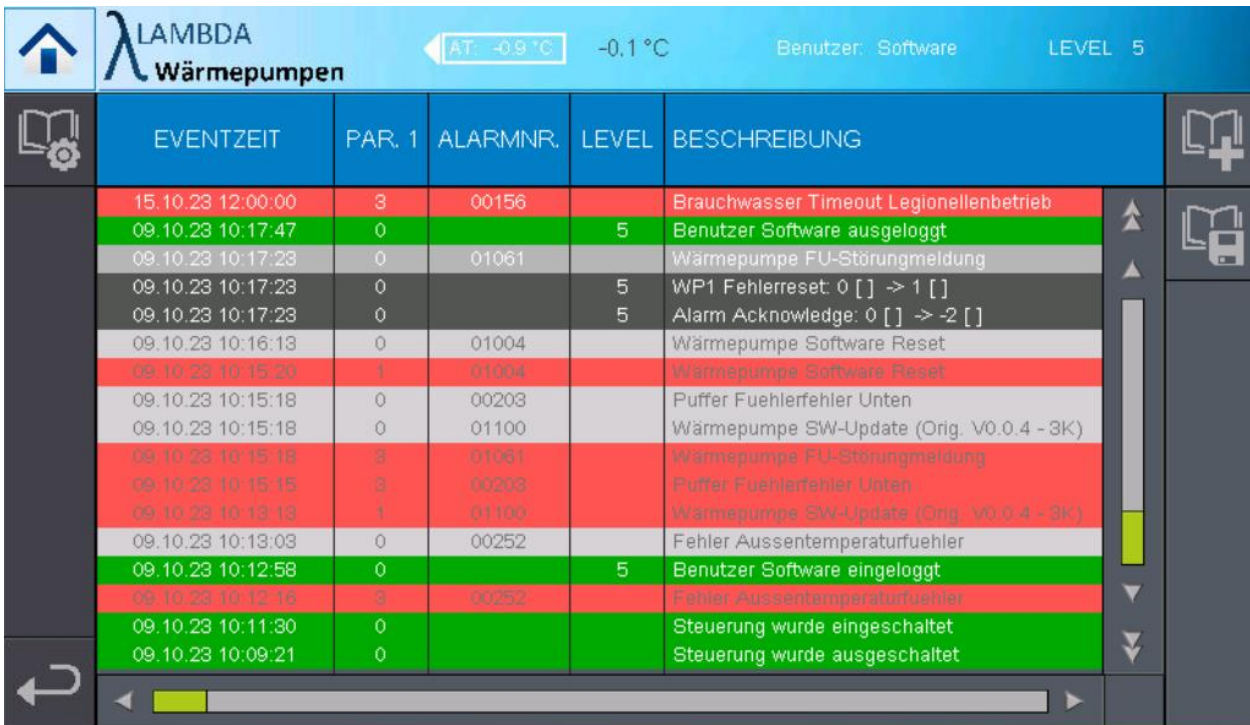 LAMBDA
Wärmepumpen
AT: -0.9 °C
-0.1 °C
Benutzer: Software
LEVEL 5
EVENTZEIT PAR. 1 ALARMNR. LEVEL BESCHREIBUNG
15.10.23 12:00:00 3 00156 Brauchwasser Timeout Legionellenbetrieb
09.10.23 10:17:47 0 5 Benutzer Software ausgeloggt
09.10.23 10:17:23 0 01061 Wärmepumpe FU-Störungmeldung
09.10.23 10:17:23 0 5 WP1 Fehlerreset: 0 [ ] -> 1 [ ]
09.10.23 10:17:23 0 5 Alarm Acknowledge: 0 [ ] -> -2 [ ]
09.10.23 10:16:13 0 01004 Wärmepumpe Software Reset
09.10.23 10:15:20 1 01004 Wärmepumpe Software Reset
09.10.23 10:15:18 0 00203 Puffer Fuehlerfehler Unten
09.10.23 10:15:18 0 01100 Wärmepumpe SW-Update (Orig. V0.0.4 - 3K)
09.10.23 10:15:18 3 01061 Wärmepumpe FU-Störungmeldung
09.10.23 10:15:15 3 00203 Puffer Fuehlerfehler Unten
09.10.23 10:13:13 1 01100 Wärmepumpe SW-Update (Orig. V0.0.4 - 3K)
09.10.23 10:13:03 0 00252 Fehler Aussentemperaturfuehler
09.10.23 10:12:58 0 5 Benutzer Software eingeloggt
09.10.23 10:12:16 3 00252 Fehler Aussentemperaturfuehler
09.10.23 10:11:30 0 Steuerung wurde eingeschaltet
09.10.23 10:09:21 0 Steuerung wurde ausgeschaltet